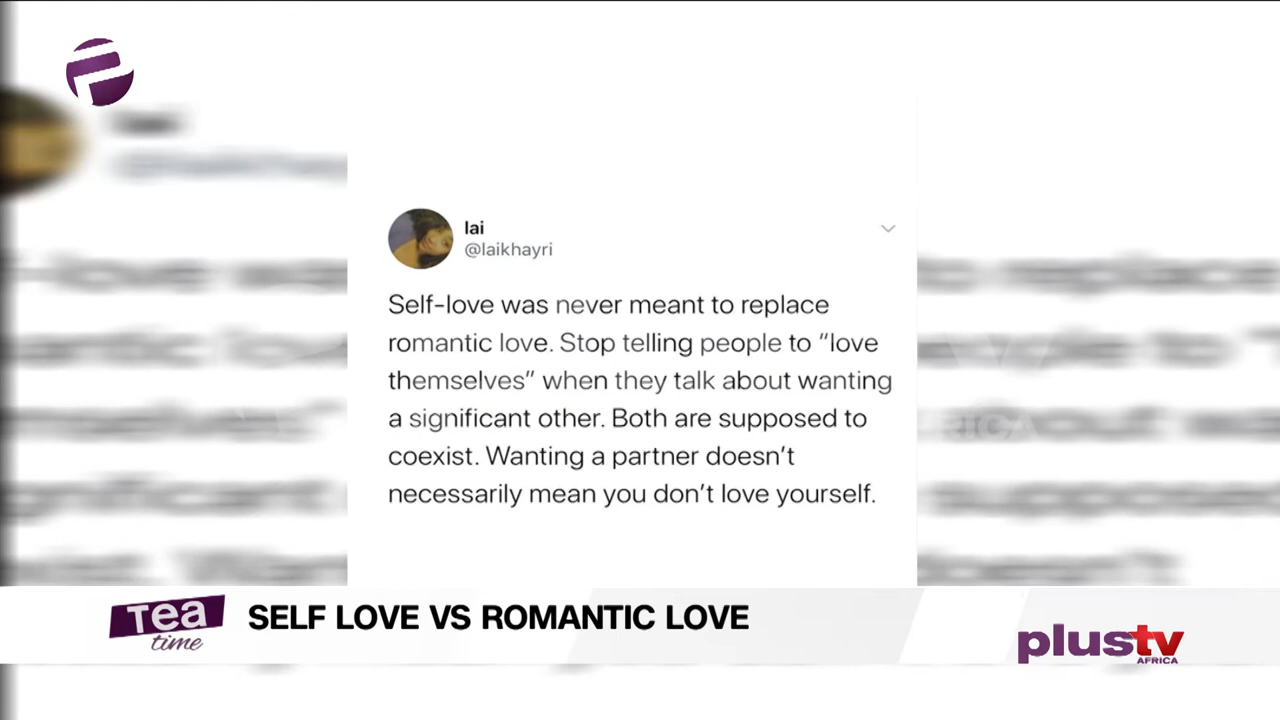 lai
@laikhayri
Self-love was never meant to replace
romantic love. Stop telling people to “love
themselves” when they talk about wanting
a significant other. Both are supposed to
coexist. Wanting a partner doesn’t
necessarily mean you don’t love yourself.
Tea
time
SELF LOVE VS ROMANTIC LOVE
plustv
AFRICA